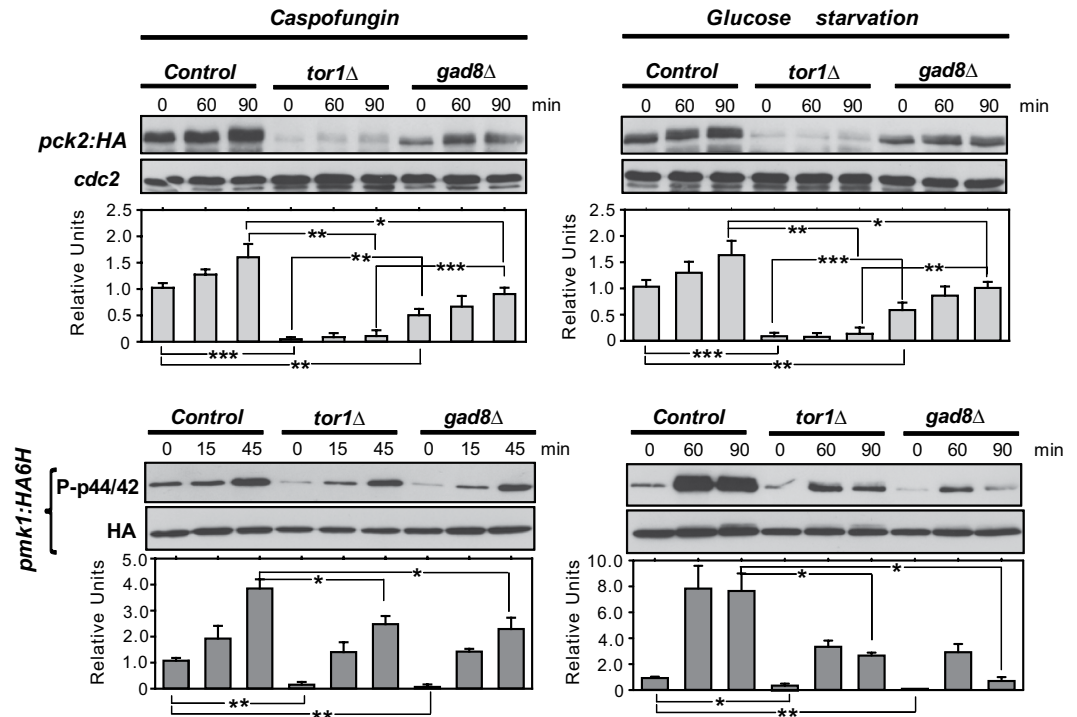 Caspofungin
Control tor1Δ gad8Δ
0 60 90 0 60 90 0 60 90 min
pck2:HA
cdc2
Relative Units
2.5
2.0
1.5
1.0
0.5
0
*
**
**
***
***
**
Glucose starvation
Control tor1Δ gad8Δ
0 60 90 0 60 90 0 60 90 min
Relative Units
2.5
2.0
1.5
1.0
0.5
0
*
**
***
**
***
**
pmk1:HA6H
Control tor1Δ gad8Δ
0 15 45 0 15 45 0 15 45 min
P-p44/42
HA
Relative Units
5.0
4.0
3.0
2.0
1.0
0
*
*
**
**
Control tor1Δ gad8Δ
0 60 90 0 60 90 0 60 90 min
Relative Units
10.0
8.0
6.0
4.0
2.0
0
*
*
*
**